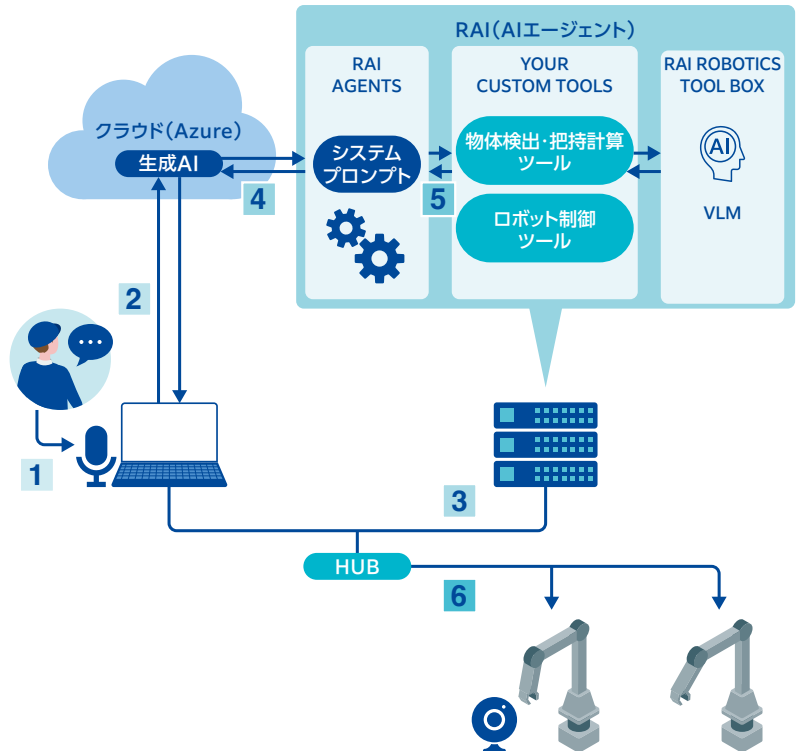 RAI(AIエージェント)
RAI
AGENTS
YOUR
CUSTOM TOOLS
RAI ROBOTICS
TOOL BOX
クラウド(Azure)
生成AI
システム
プロンプト
物体検出・把持計算
ツール
ロボット制御
ツール
AI
VLM
4
5
2
1
3
HUB
6